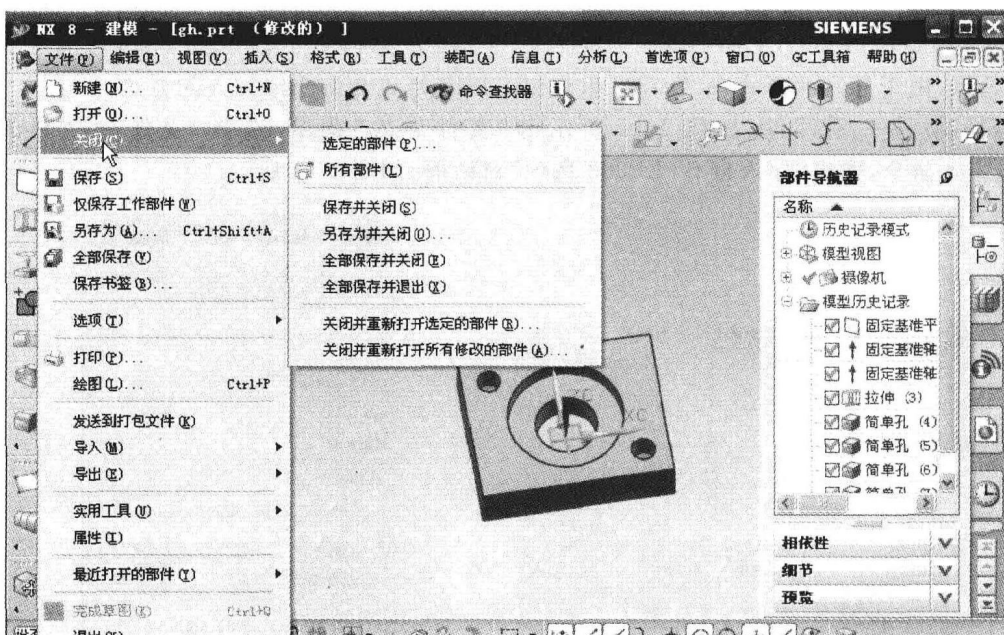 NX 8 - 建模 - [gh.prt （修改的） ]
SIEMENS
文件(F) 编辑(E) 视图(V) 插入(S) 格式(R) 工具(T) 装配(A) 信息(I) 分析(L) 首选项(P) 窗口(O) GC工具箱 帮助(H)
新建(N)... Ctrl+N
打开(O)... Ctrl+O
关闭(C)
保存(S) Ctrl+S
仅保存工作部件(W)
另存为(A)... Ctrl+Shift+A
全部保存(V)
保存书签(B)...
选项(T)
打印(P)...
绘图(L)... Ctrl+P
发送到打包文件(K)
导入(M)
导出(E)
实用工具(U)
属性(I)
最近打开的部件(Y)
完成草图(K) Ctrl+Q
退出(X)
选定的部件(P)...
所有部件(L)
保存并关闭(S)
另存为并关闭(O)...
全部保存并关闭(E)
全部保存并退出(X)
关闭并重新打开选定的部件(R)...
关闭并重新打开所有修改的部件(A)...
命令查找器
YC
XC
部件导航器
名称
历史记录模式
模型视图
摄像机
模型历史记录
固定基准平
固定基准轴
固定基准轴
拉伸 (3)
简单孔 (4)
简单孔 (5)
简单孔 (6)
相依性
细节
预览